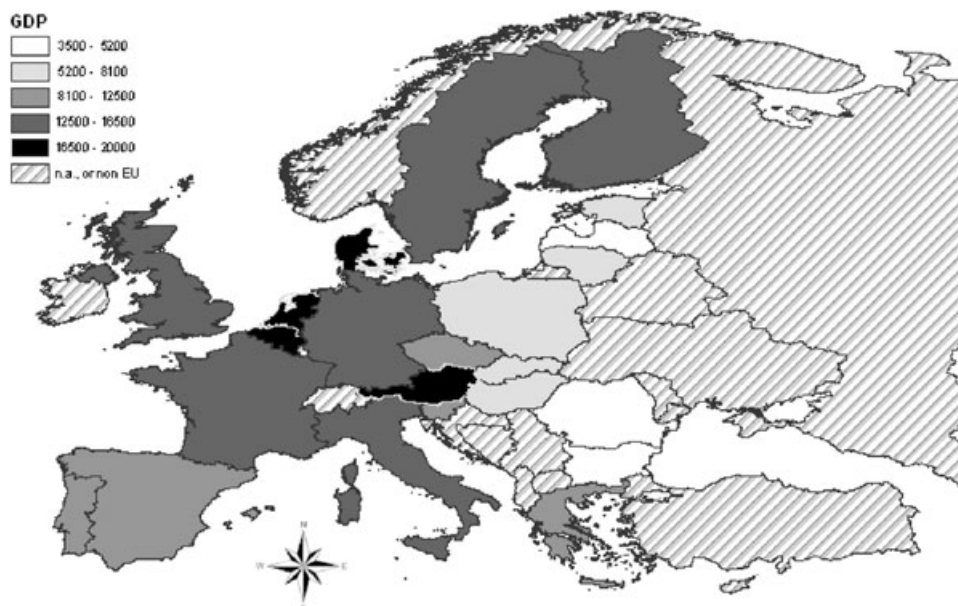 GDP
3500 - 5200
5200 - 8100
8100 - 12500
12500 - 16500
16500 - 20000
n.a., or non EU
N
W
E
S